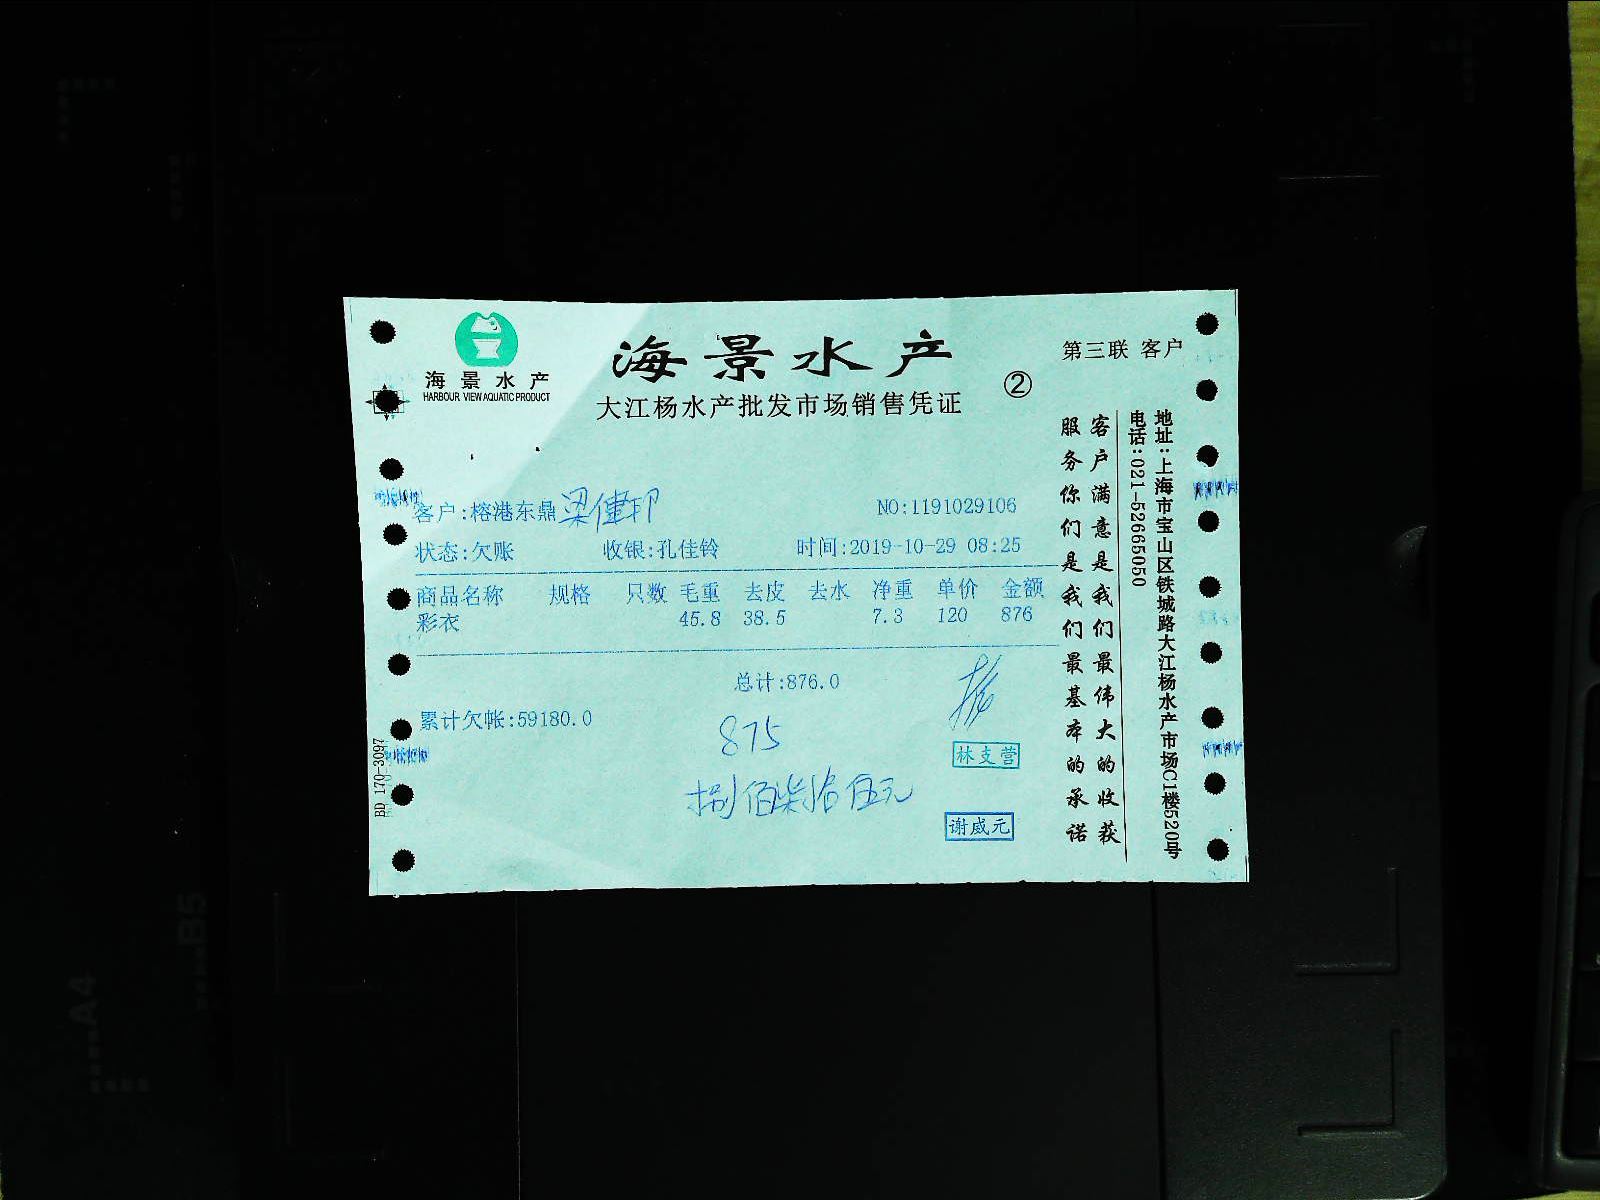 海景水产
HARBOUR VIEW AQUATIC PRODUCT
海景水产
大江杨水产批发市场销售凭证
②
第三联 客户
客户:榕港东鼎 梁健邦
NO:1191029106
状态:欠账 收银:孔佳铃 时间:2019-10-29 08:25
商品名称 规格 只数 毛重 去皮 去水 净重 单价 金额
彩衣 45.8 38.5 7.3 120 876
总计:876.0
累计欠帐:59180.0
875
捌佰柒拾伍元
林支营
谢威元
客户满意是我们最伟大的收获
服务你们是我们最基本的承诺
地址:上海市宝山区铁城路大江杨水产市场C1楼520号
电话:021-52665050
BD 170-3097